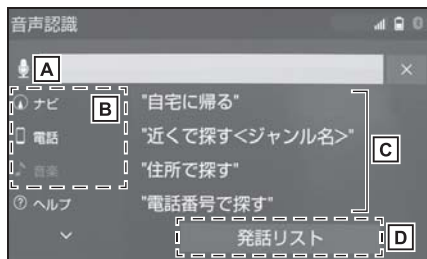 音声認識
A
ナビ B "自宅に帰る"
電話 "近くで探す<ジャンル名>"
C
音楽 "住所で探す"
ヘルプ "電話番号で探す"
発話リスト D